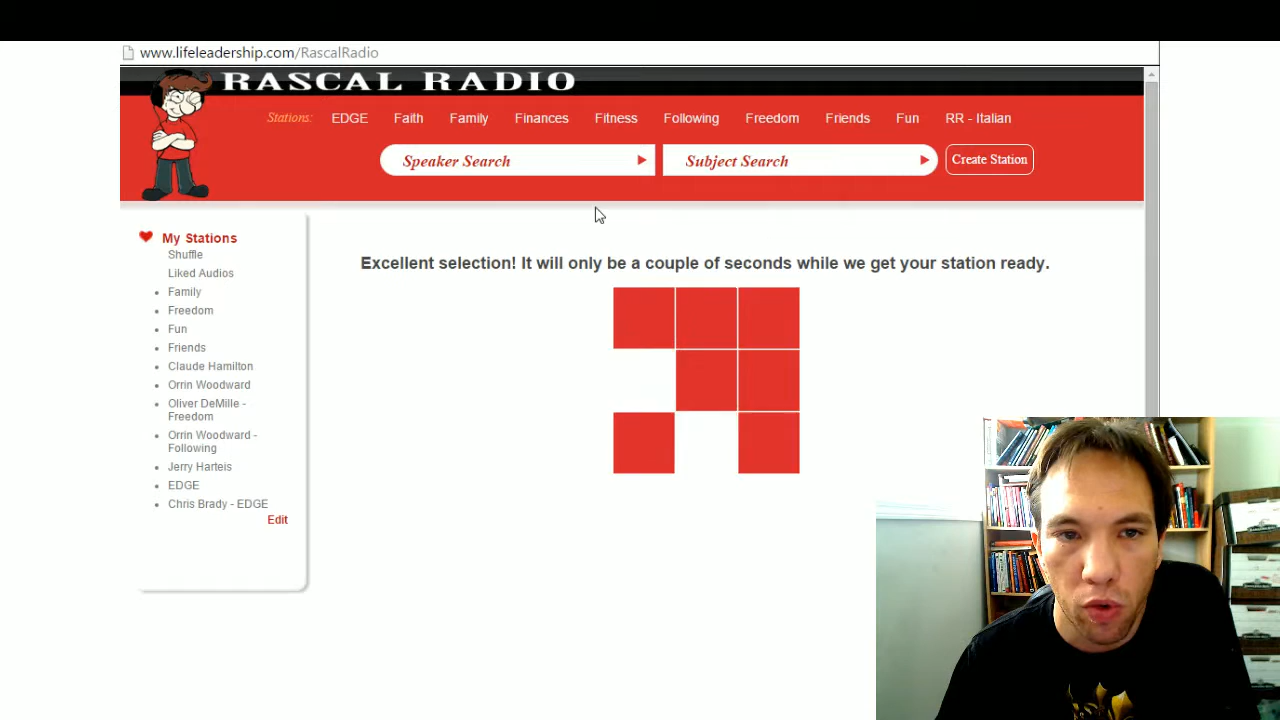 www.lifeleadership.com/RascalRadio
RASCAL RADIO
Stations: EDGE Faith Family Finances Fitness Following Freedom Friends Fun RR - Italian
Speaker Search Subject Search Create Station
My Stations
Shuffle
Liked Audios
Family
Freedom
Fun
Friends
Claude Hamilton
Orrin Woodward
Oliver DeMille -
Freedom
Orrin Woodward -
Following
Jerry Harteis
EDGE
Chris Brady - EDGE
Edit
Excellent selection! It will only be a couple of seconds while we get your station ready.